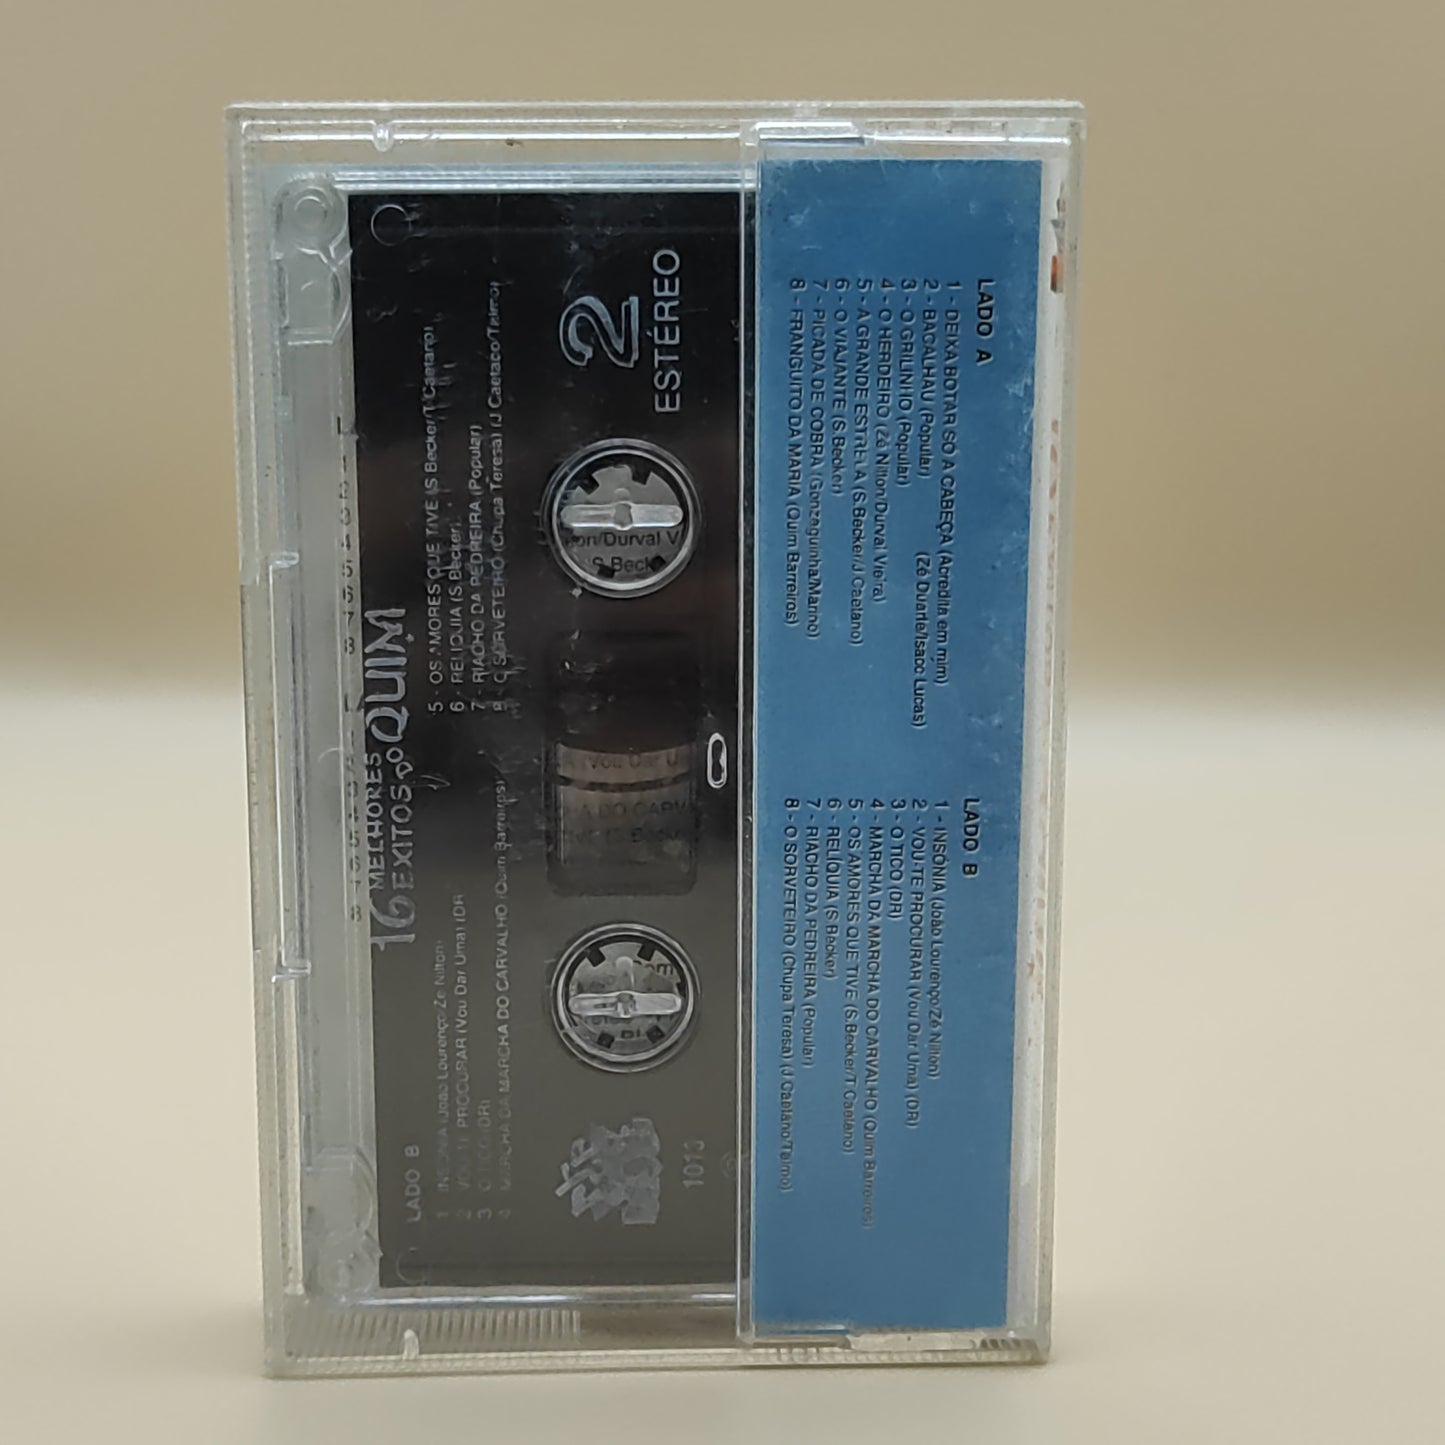 LADO A
1 - DEIXA BOTAR SÓ A CABEÇA (Acredita em mim)
(Zé Duarte/Isacc Lucas)
2 - BACALHAU (Popular)
3 - O GRILINHO (Popular)
4 - O HERDEIRO (Zé Nilton/Durval Vieira)
5 - A GRANDE ESTRELA (S.Becker/J.Caetano)
6 - O VIAJANTE (S.Becker)
7 - PICADA DE COBRA (Gonzaguinha/Marino)
8 - FRANGUITO DA MARIA (Quim Barreiros)
LADO B
1 - INSÓNIA (João Lourenço/Zé Nilton)
2 - VOU-TE PROCURAR (Vou Dar Uma) (DR)
3 - O TICO (DR)
4 - MARCHA DA MARCHA DO CARVALHO (Quim Barreiros)
5 - OS AMORES QUE TIVE (S.Becker/T.Caetano)
6 - RELÍQUIA (S.Becker)
7 - RIACHO DA PEDREIRA (Popular)
8 - O SORVETEIRO (Chupa Teresa) (J.Caetano/Telmo)
16 MELHORES
EXITOS DO QUIM
LADO B
1 INSÓNIA (João Lourenço/Zé Nilton)
2 VOU-TE PROCURAR (Vou Dar Uma) (DR
3 O TICO (DR)
4 MARCHA DA MARCHA DO CARVALHO (Quim Barreiros)
5 - OS AMORES QUE TIVE (S.Becker/T.Caetano)
6 - RELIQUIA (S.Becker)
7 - RIACHO DA PEDREIRA (Popular)
8 - O SORVETEIRO (Chupa Teresa) (J.Caetaco/Telmo)
2
ESTÉREO